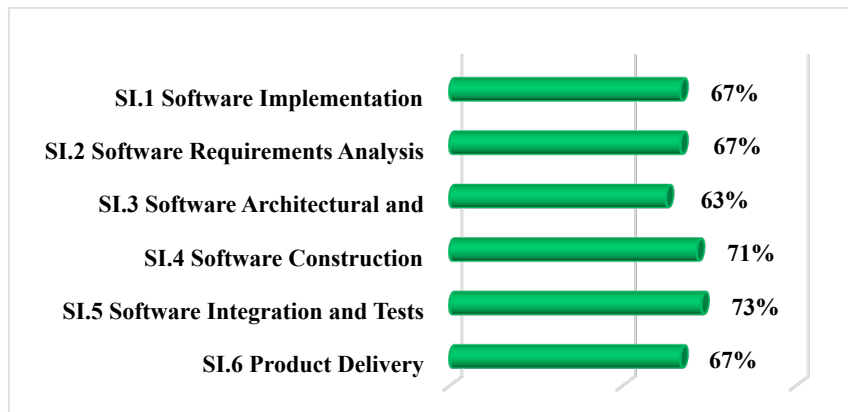 SI.1 Software Implementation 67%
SI.2 Software Requirements Analysis 67%
SI.3 Software Architectural and 63%
SI.4 Software Construction 71%
SI.5 Software Integration and Tests 73%
SI.6 Product Delivery 67%